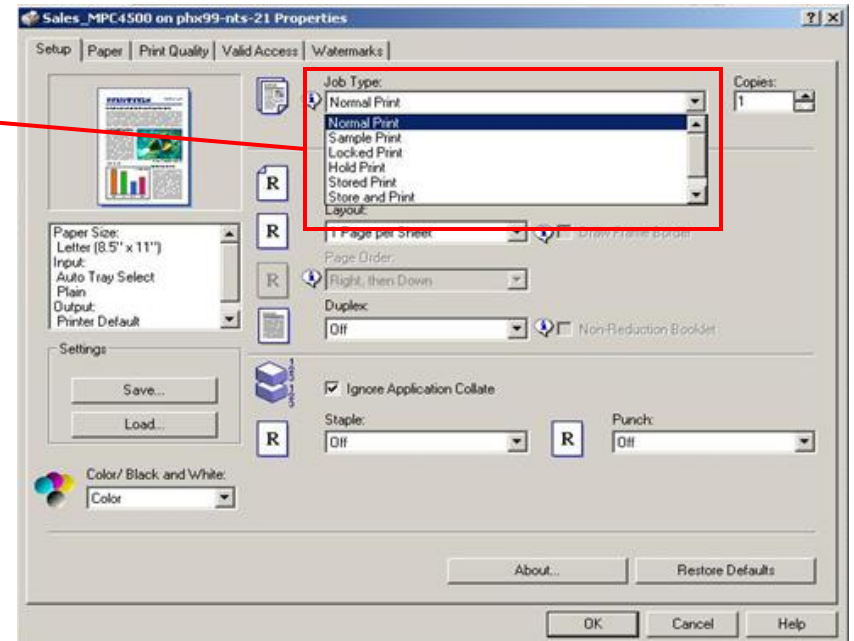 Sales_MPC4500 on phx99-nts-21 Properties
Setup Paper Print Quality Valid Access Watermarks
Job Type:
Copies:
Normal Print
1
Normal Print
Sample Print
Locked Print
Hold Print
Stored Print
Store and Print
Layout:
1 Page per Sheet
Draw Frame Border
Page Order:
Right, then Down
Duplex:
Off
Non-Reduction Booklet
Paper Size:
Letter (8.5" x 11")
Input:
Auto Tray Select
Plain
Output:
Printer Default
Settings
Save...
Load...
Ignore Application Collate
Staple:
Off
Punch:
Off
Color/ Black and White:
Color
About...
Restore Defaults
OK
Cancel
Help
R
R
R
R
R